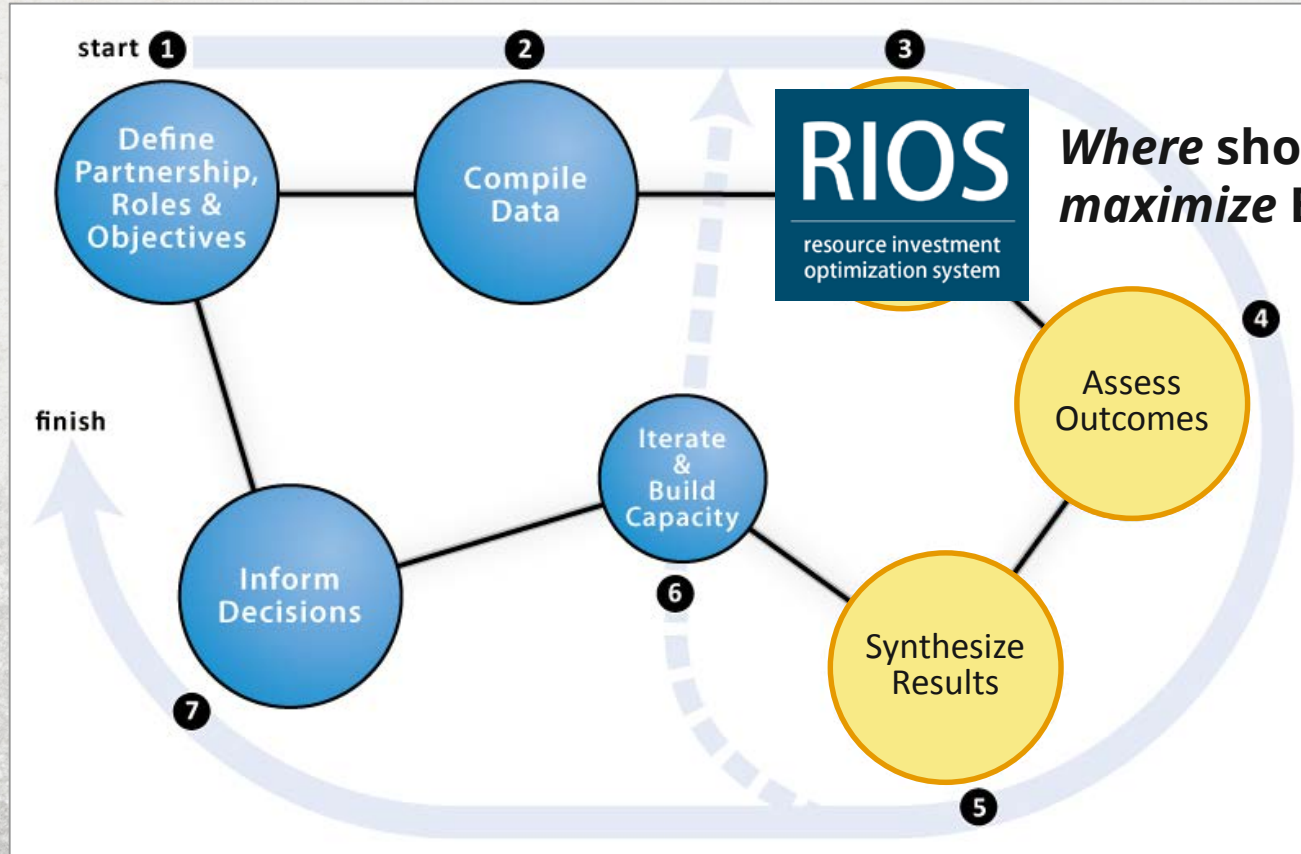 start 1
2
3
Define
Partnership,
Roles &
Objectives
Compile
Data
RIOS
resource investment
optimization system
Where
maximize
4
Assess
Outcomes
finish
Iterate
&
Build
Capacity
6
Inform
Decisions
Synthesize
Results
7
5